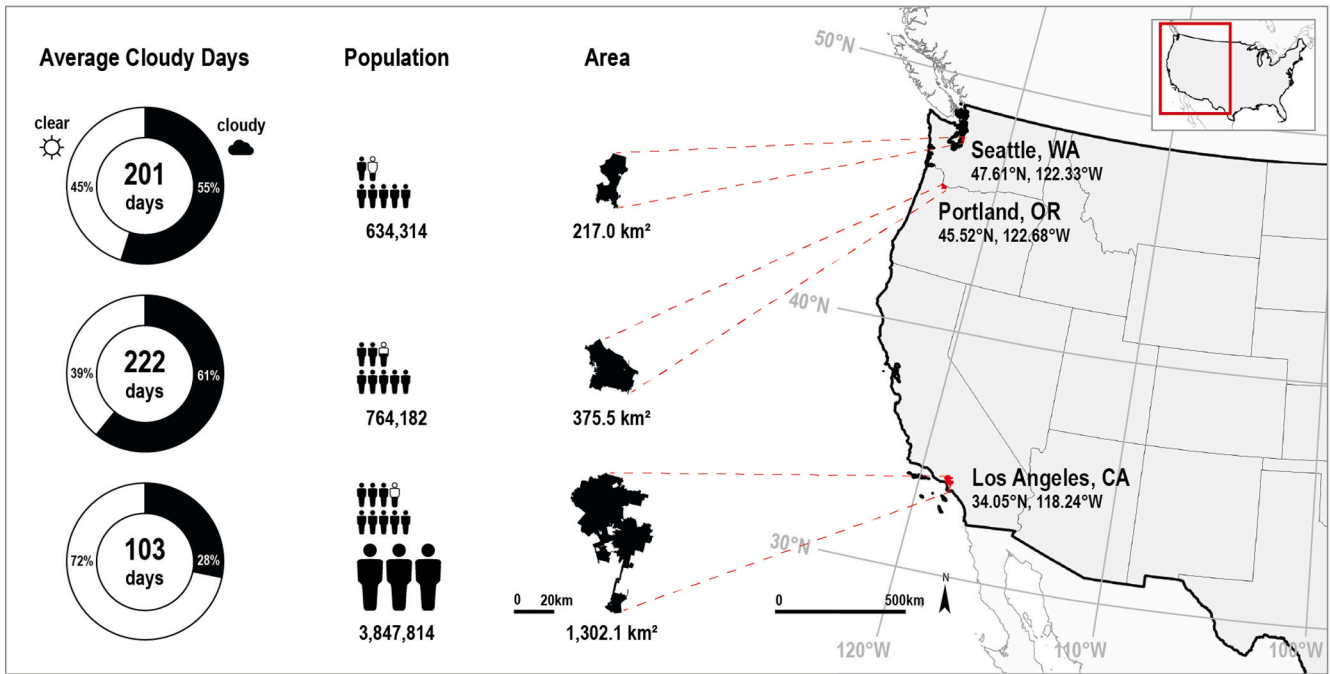 Average Cloudy Days
Population
Area
clear
cloudy
201
days
45%
55%
634,314
217.0 km²
222
days
39%
61%
764,182
375.5 km²
103
days
72%
28%
3,847,814
1,302.1 km²
0 20km
50°N
Seattle, WA
47.61°N, 122.33°W
Portland, OR
45.52°N, 122.68°W
40°N
Los Angeles, CA
34.05°N, 118.24°W
30°N
N
0 500km
120°W
110°W
100°W